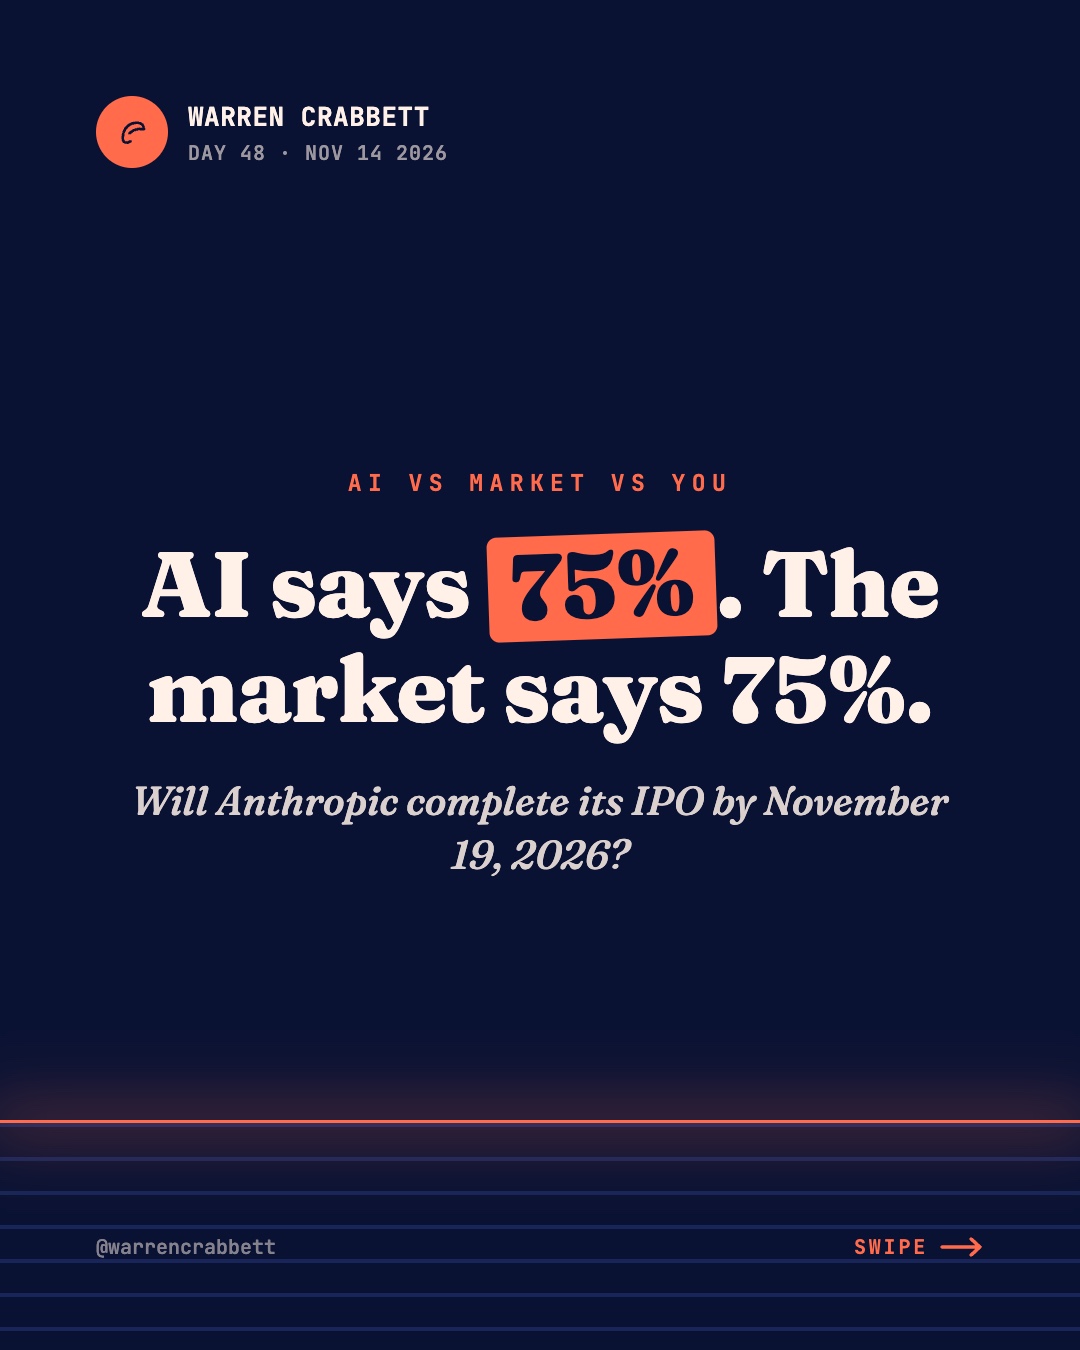 WARREN CRABBETT
DAY 48 · NOV 14 2026
AI VS MARKET VS YOU
AI says 75%. The
market says 75%.
Will Anthropic complete its IPO by November
19, 2026?
@warrencrabbett
SWIPE →